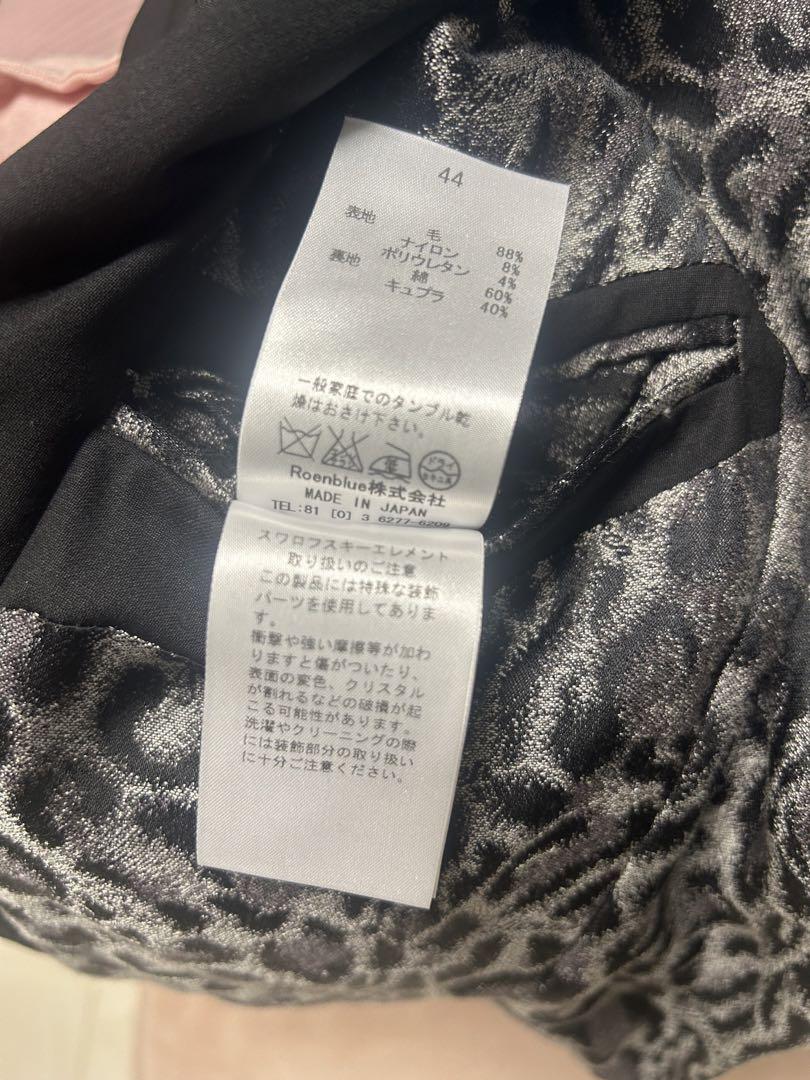 44
表地 毛 88%
ナイロン 8%
ポリウレタン 4%
裏地 綿 60%
キュプラ 40%
一般家庭でのタンブル乾
燥はおさけ下さい。
ドライ
Roenblue株式会社
MADE IN JAPAN
TEL:81 [0] 3 6277-6209
スワロフスキーエレメント
取り扱いのご注意
この製品には特殊な装飾
パーツを使用してありま
す。
衝撃や強い摩擦等が加わ
りますと傷がついたり、
表面の変色、クリスタル
が割れるなどの破損が起
こる可能性があります。
洗濯やクリーニングの際
には装飾部分の取り扱い
に十分ご注意ください。